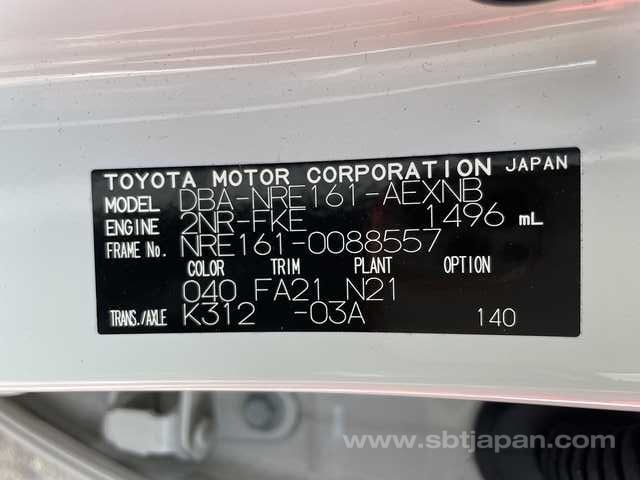 TOYOTA MOTOR CORPORATION JAPAN
MODEL DBA-NRE161-AEXNB
ENGINE 2NR-FKE 1496 mL
FRAME No. NRE161-0088557
COLOR TRIM PLANT OPTION
040 FA21 N21
TRANS./AXLE K312 -03A 140
www.sbtjapan.com